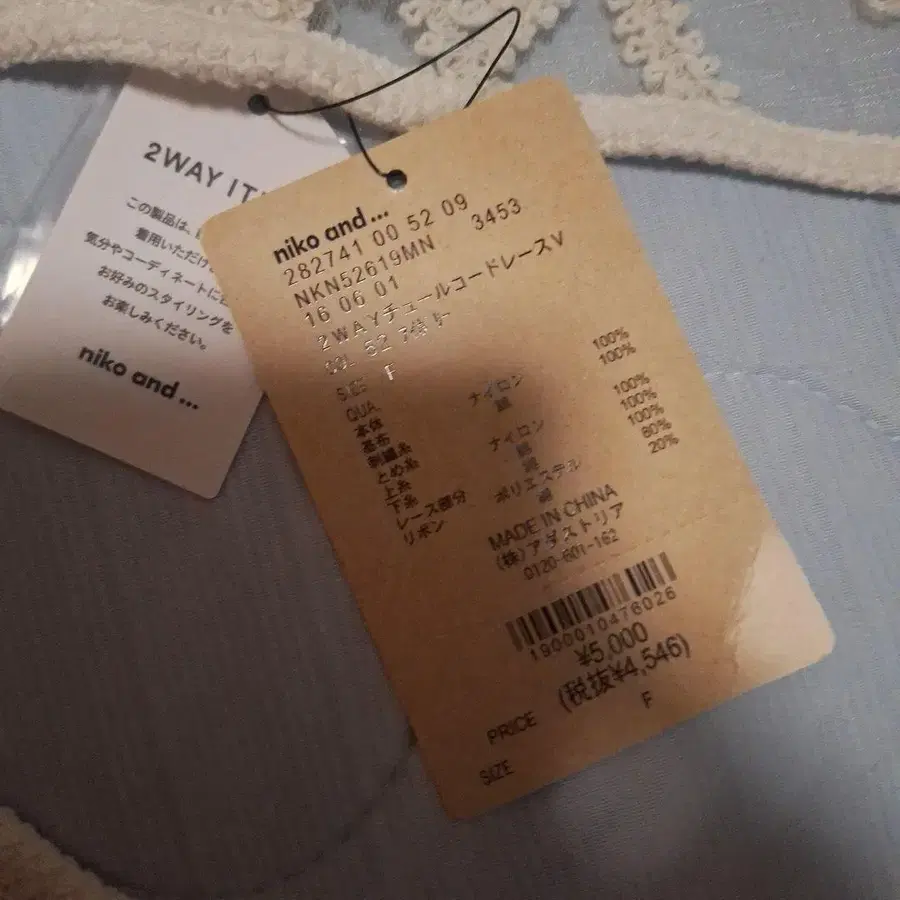 2WAY
この製品は、
着用いただけ
気分やコーディネートに
お好みのスタイリングを
お楽しみください。
niko and ...
niko and ...
282741 00 52 09
NKN52619MN 3453
16 06 01
2WAYチュールコードレースV
COL 52
SIZE F
QUA.
本体 ナイロン 100%
基布 綿 100%
刺繍糸
とめ糸 ナイロン 100%
上糸 綿 100%
下糸 綿 100%
レース部分 ポリエステル 80%
リボン 綿 20%
MADE IN CHINA
(株)アダストリア
0120-601-162
1900010476026
¥5,000
(税抜¥4,546)
PRICE
SIZE F